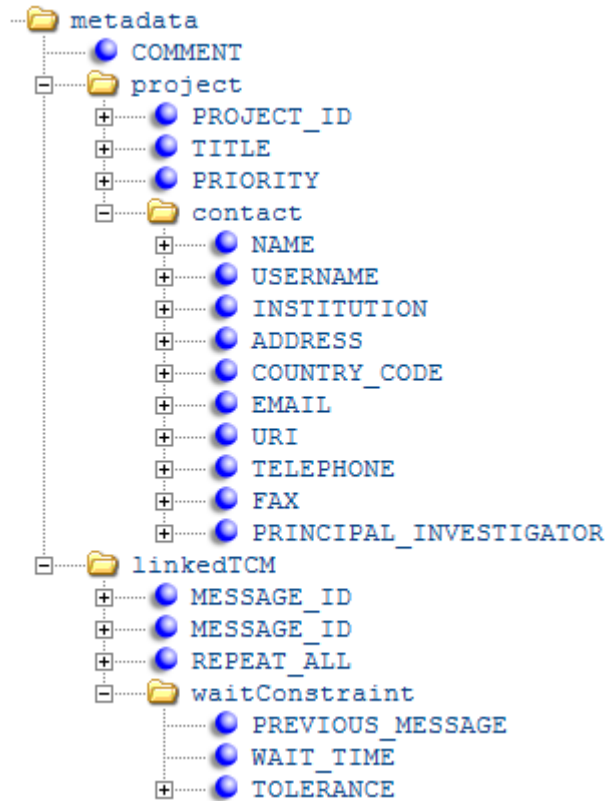 metadata
COMMENT
project
PROJECT_ID
TITLE
PRIORITY
contact
NAME
USERNAME
INSTITUTION
ADDRESS
COUNTRY_CODE
EMAIL
URI
TELEPHONE
FAX
PRINCIPAL_INVESTIGATOR
linkedTCM
MESSAGE_ID
MESSAGE_ID
REPEAT_ALL
waitConstraint
PREVIOUS_MESSAGE
WAIT_TIME
TOLERANCE